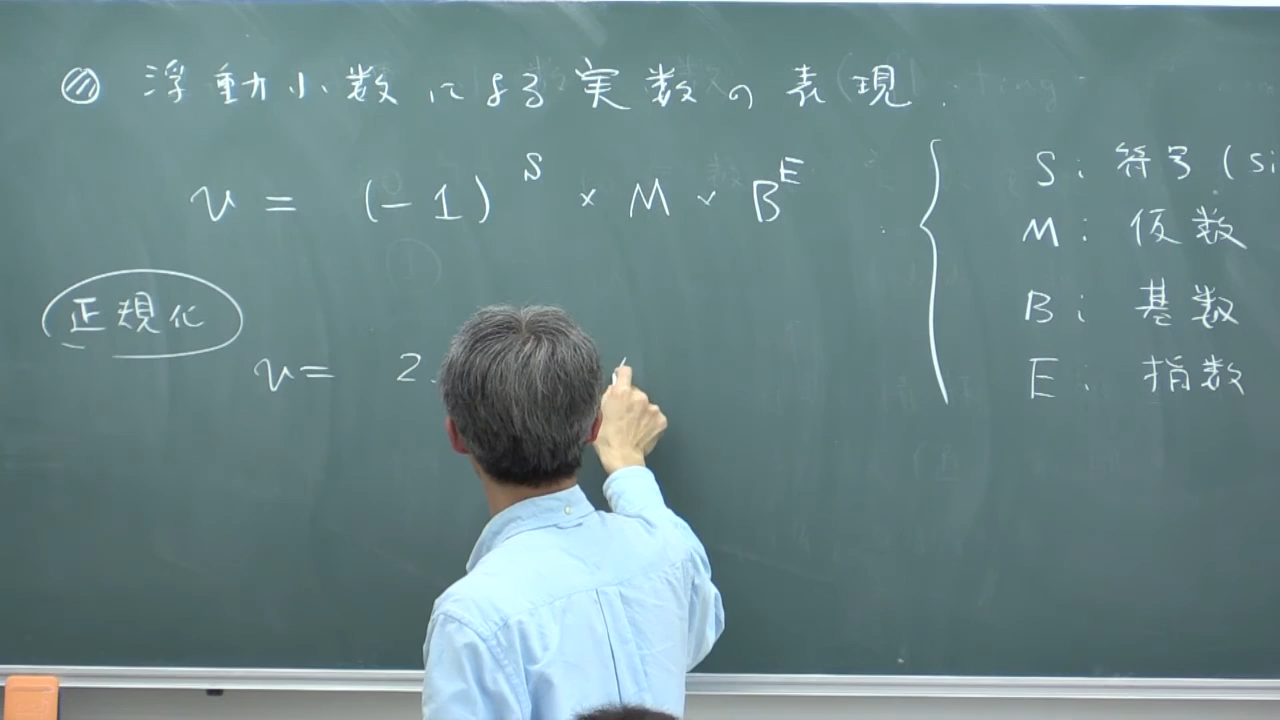 浮動小数による実数の表現.
v = (-1)^S × M × B^E
S: 符号 (si
M: 仮数
B: 基数
E: 指数
正規化
v = 2.